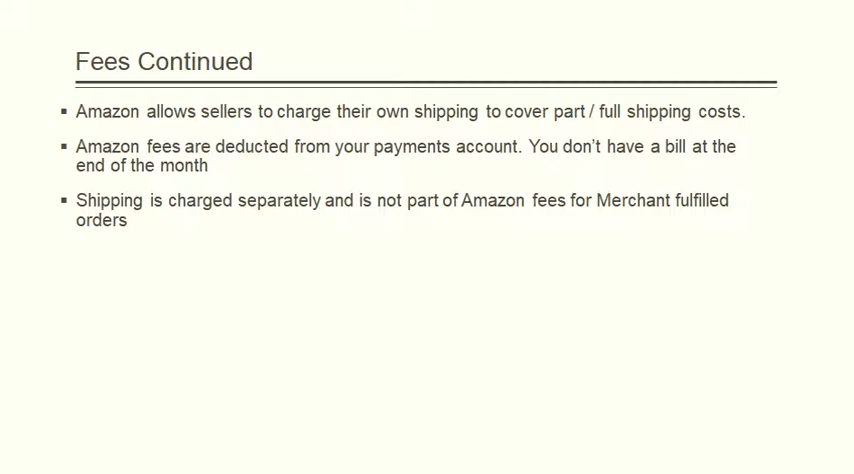 Fees Continued
▪ Amazon allows sellers to charge their own shipping to cover part / full shipping costs.
▪ Amazon fees are deducted from your payments account. You don’t have a bill at the
end of the month
▪ Shipping is charged separately and is not part of Amazon fees for Merchant fulfilled
orders